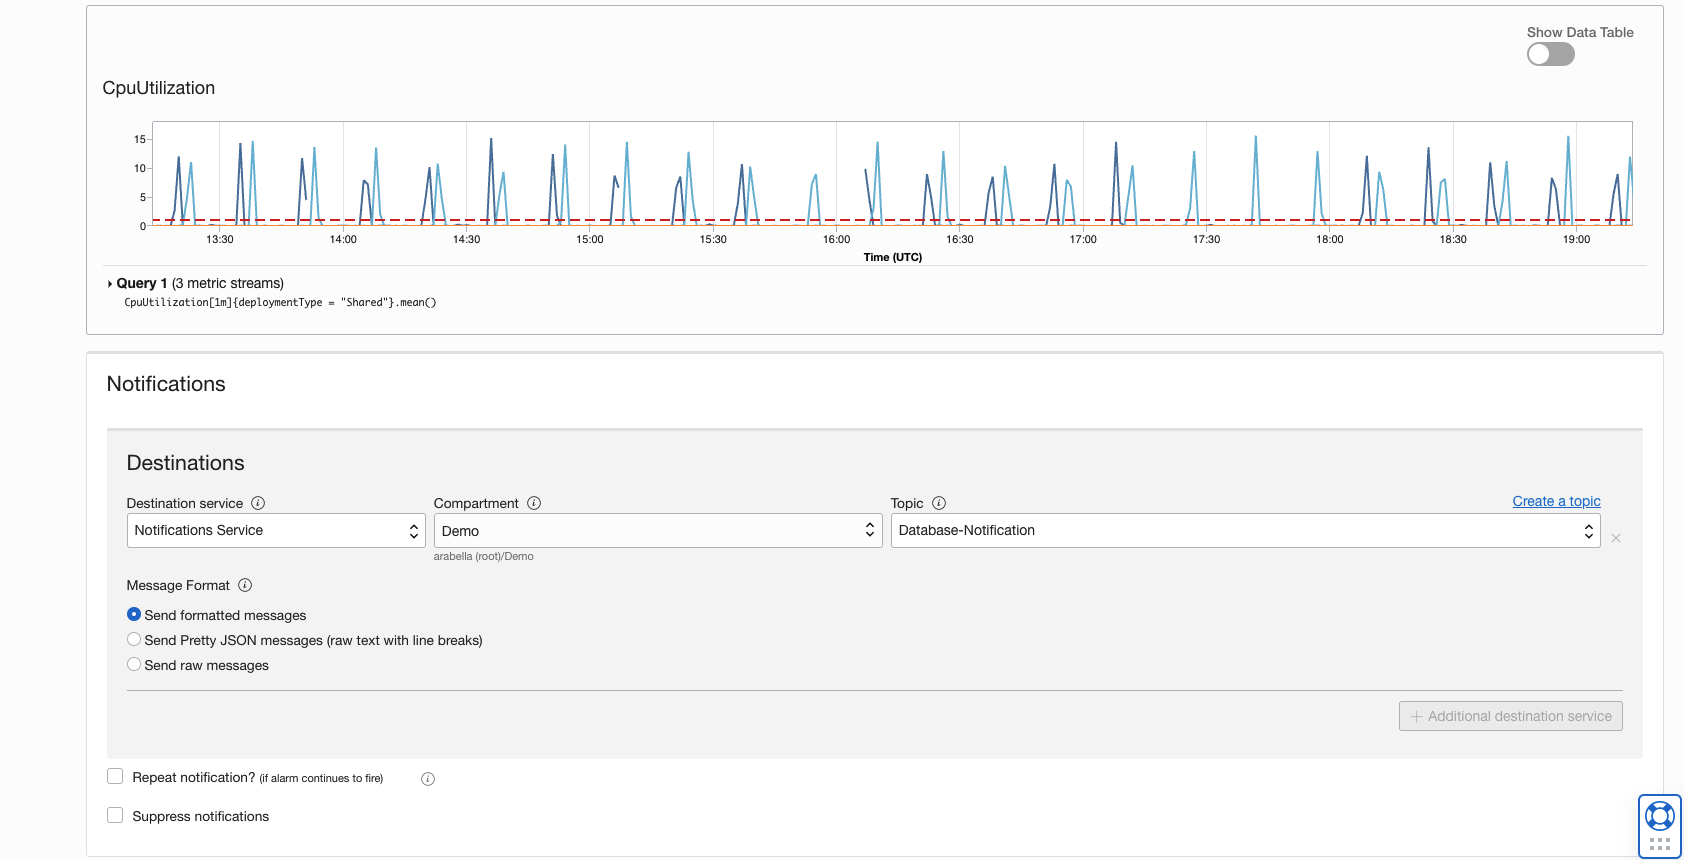 Show Data Table
CpuUtilization
15
10
5
0
13:30 14:00 14:30 15:00 15:30 16:00 16:30 17:00 17:30 18:00 18:30 19:00
Time (UTC)
Query 1 (3 metric streams)
CpuUtilization[1m]{deploymentType = "Shared"}.mean()
Notifications
Destinations
Destination service Compartment Topic Create a topic
Notifications Service Demo Database-Notification
arabella (root)/Demo
Message Format
Send formatted messages
Send Pretty JSON messages (raw text with line breaks)
Send raw messages
+ Additional destination service
Repeat notification? (if alarm continues to fire)
Suppress notifications